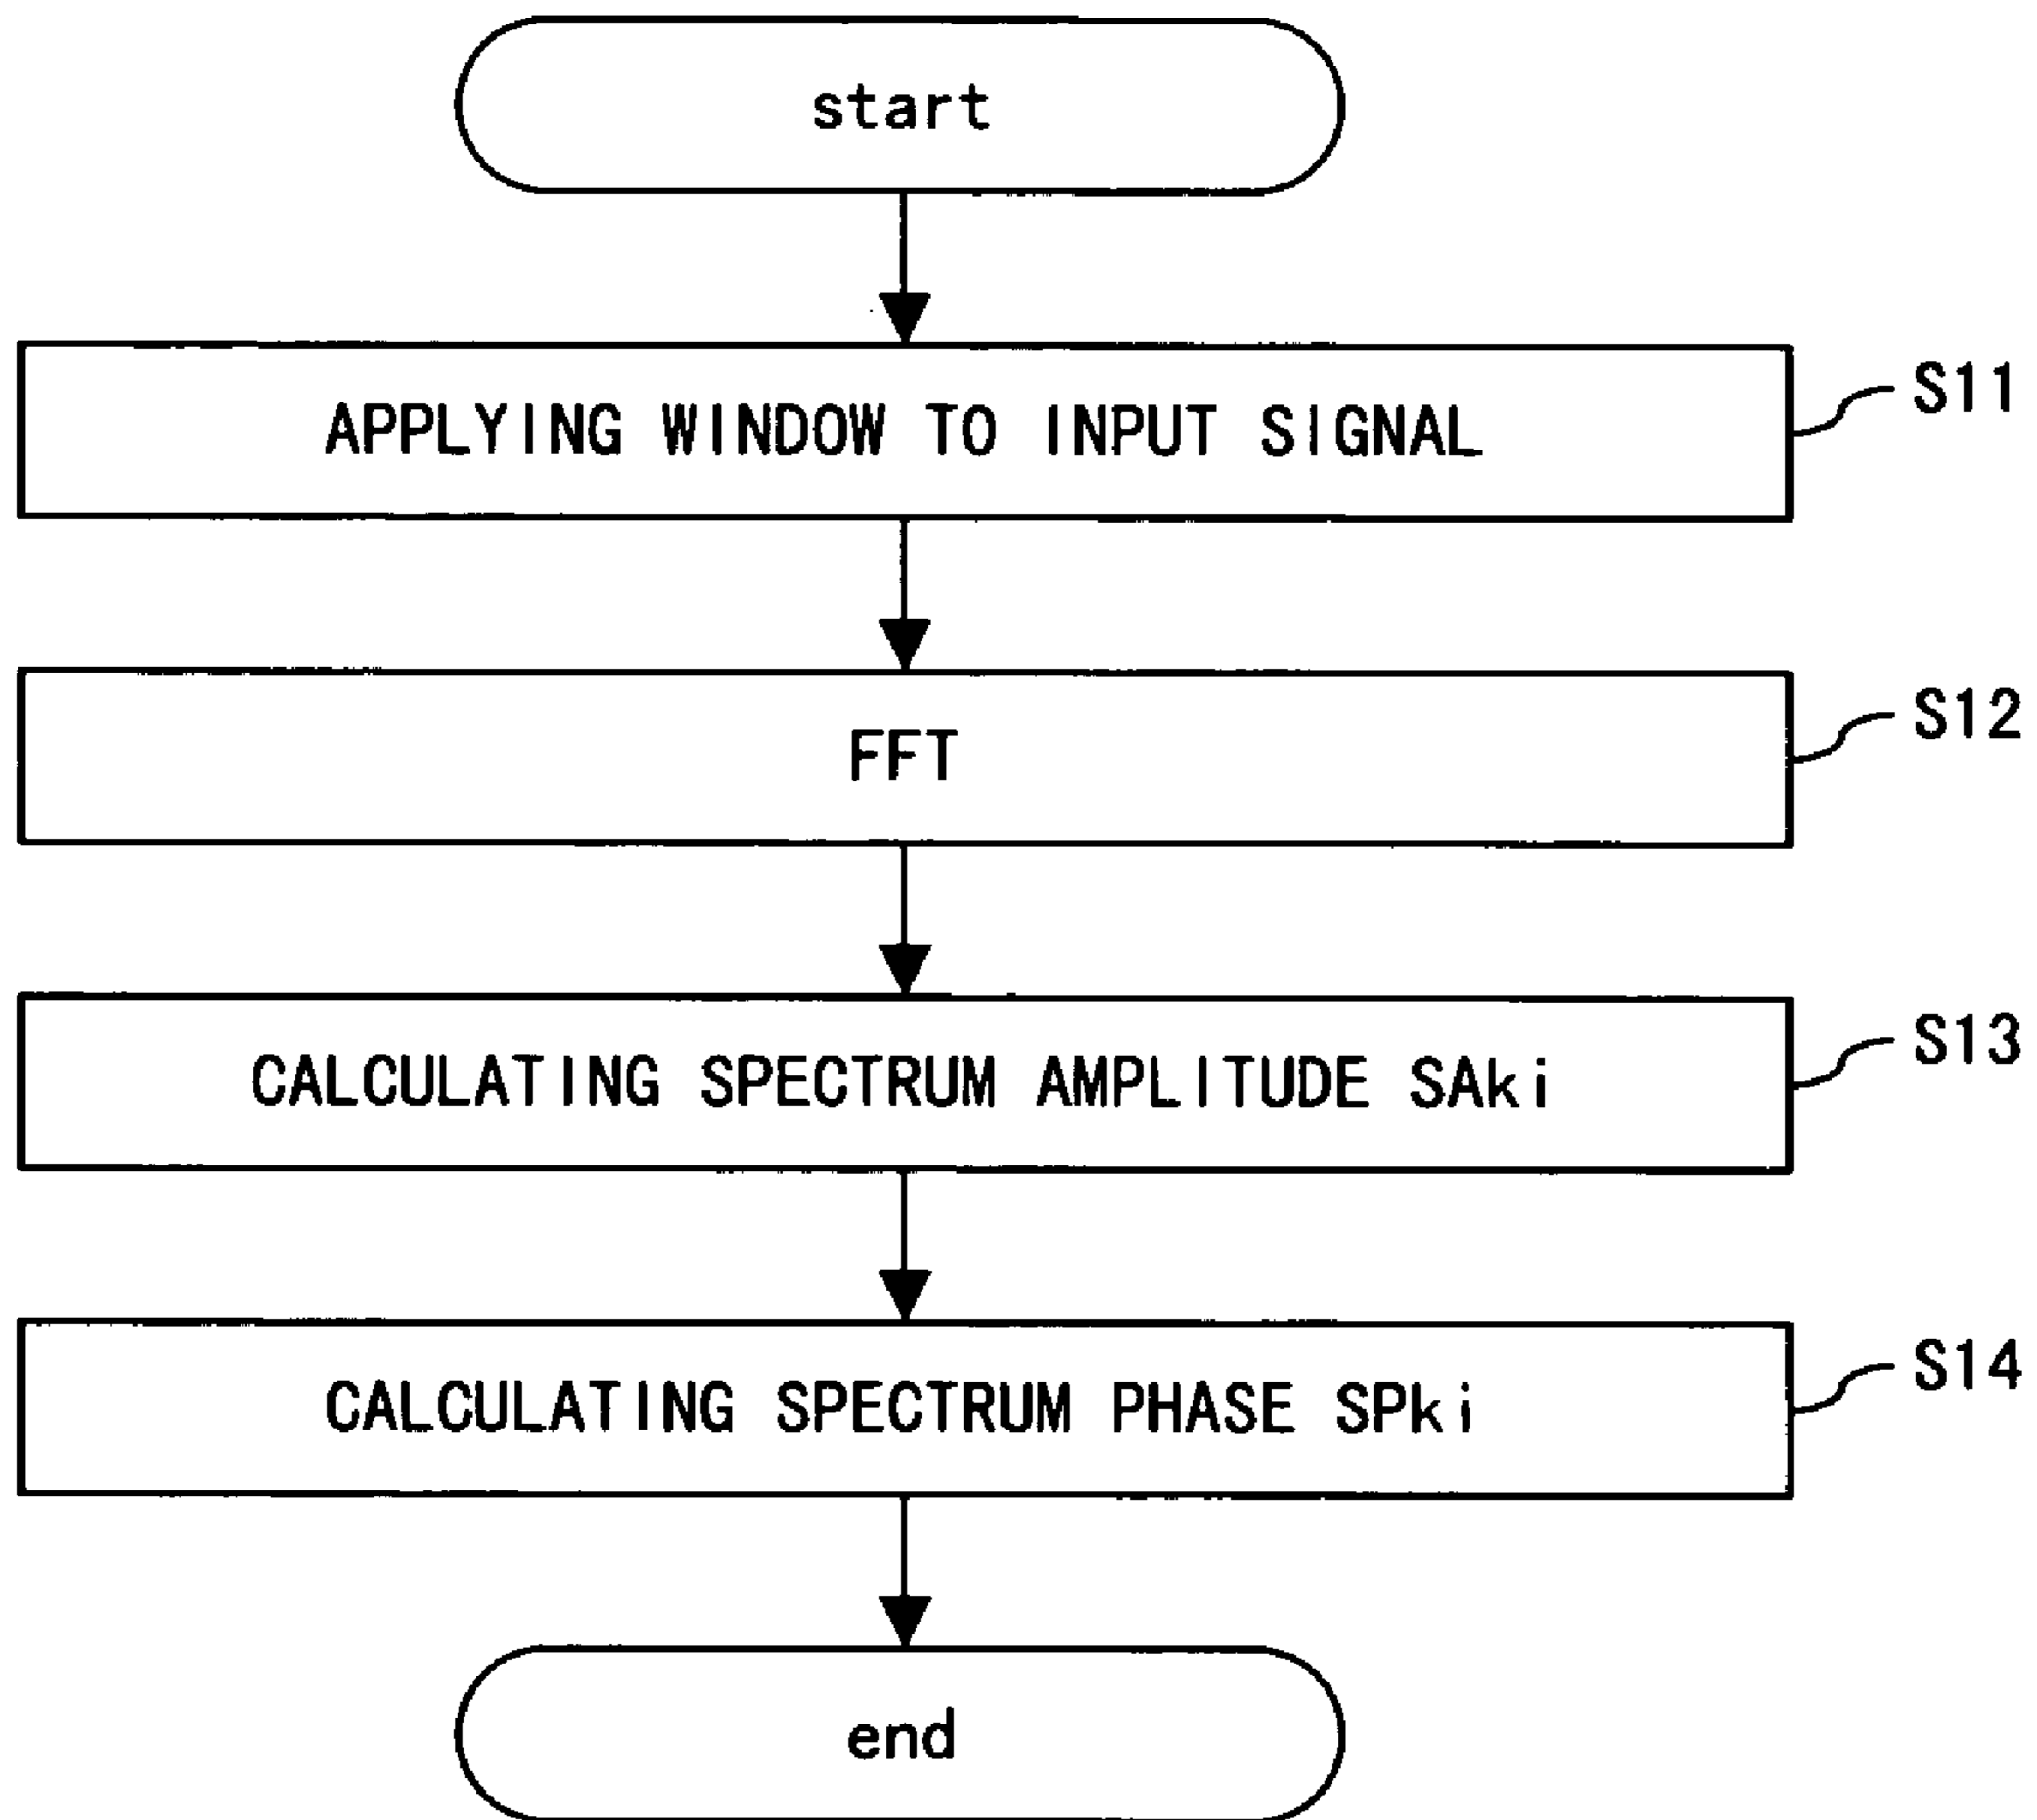 start
APPLYING WINDOW TO INPUT SIGNAL
S11
FFT
S12
CALCULATING SPECTRUM AMPLITUDE SAki
S13
CALCULATING SPECTRUM PHASE SPki
S14
end